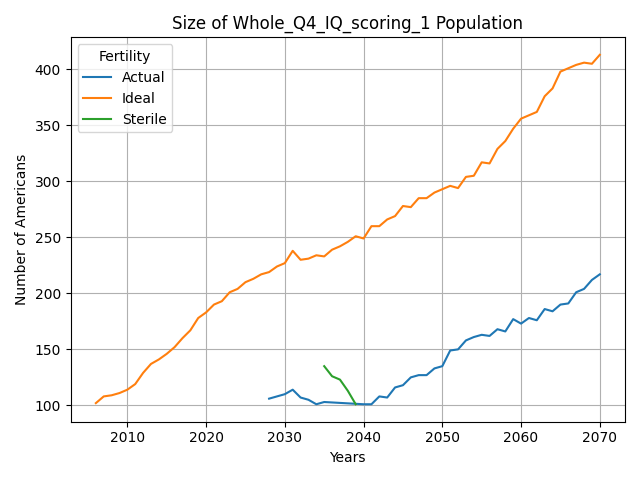 Size of Whole_Q4_IQ_scoring_1 Population
Fertility
Actual
Ideal
Sterile
Number of Americans
400
350
300
250
200
150
100
2010 2020 2030 2040 2050 2060 2070
Years